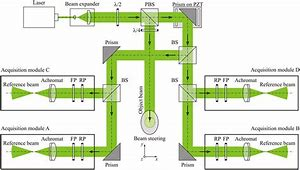 Laser
Beam expander
λ/2
PBS
Prism on PZT
λ/4
Prism
BS
Acquisition module C
Achromat FP RP
Reference beam
BS
Object beam
BS
Acquisition module D
RP FP Achromat
Reference beam
Acquisition module A
Achromat FP RP
Reference beam
Prism
Beam steering
y
x
Prism
Acquisition module B
RP FP Achromat
Reference beam